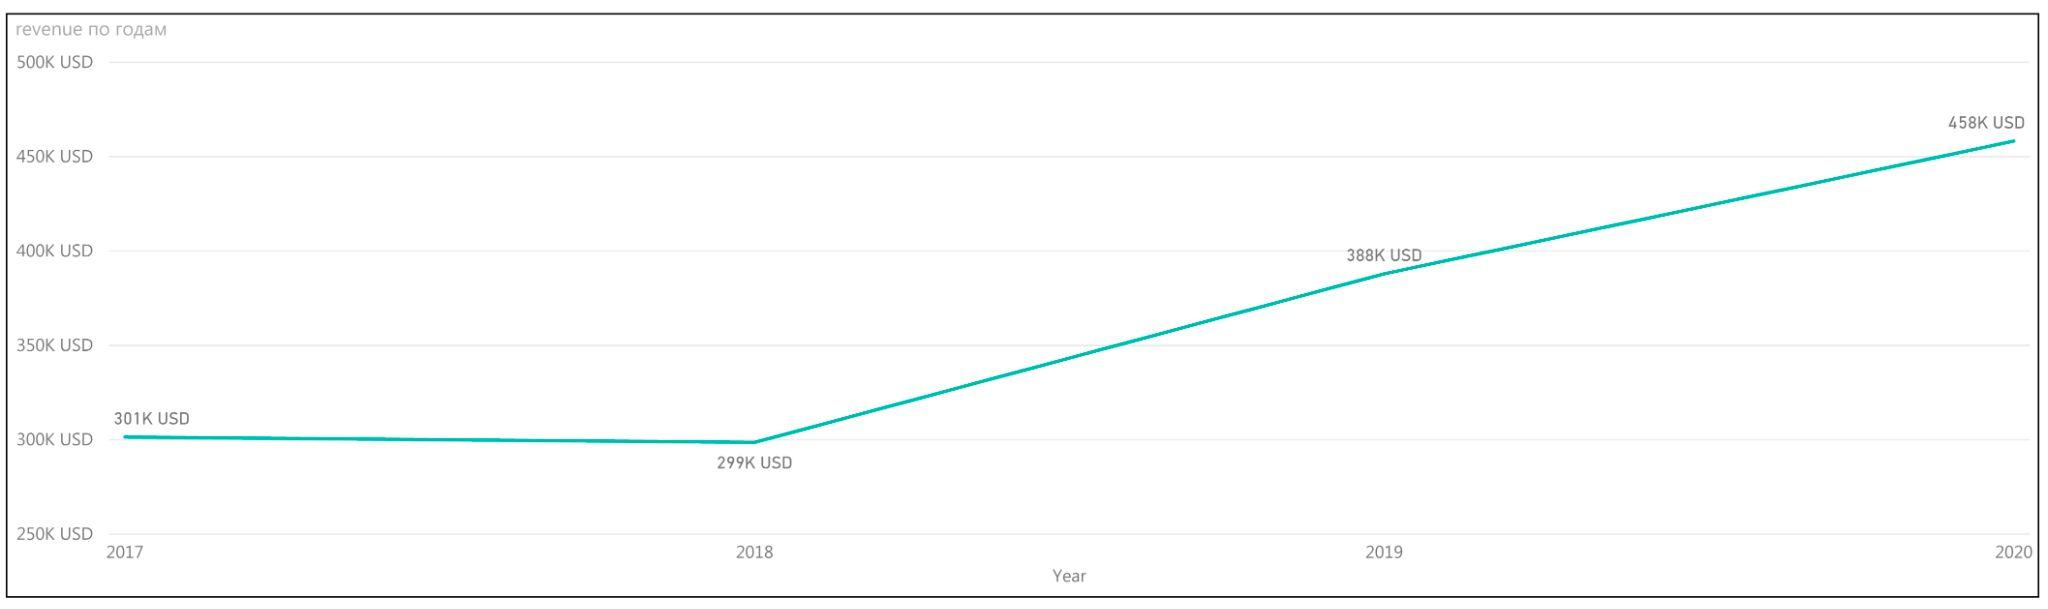 revenue по годам
500K USD
458K USD
450K USD
400K USD
388K USD
350K USD
301K USD
300K USD
299K USD
250K USD
2017 2018 2019 2020
Year